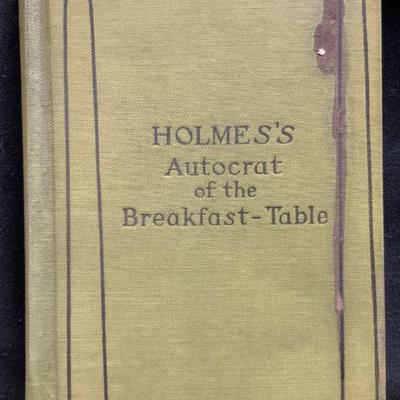 HOLMES'S
Autocrat
of the
Breakfast-Table